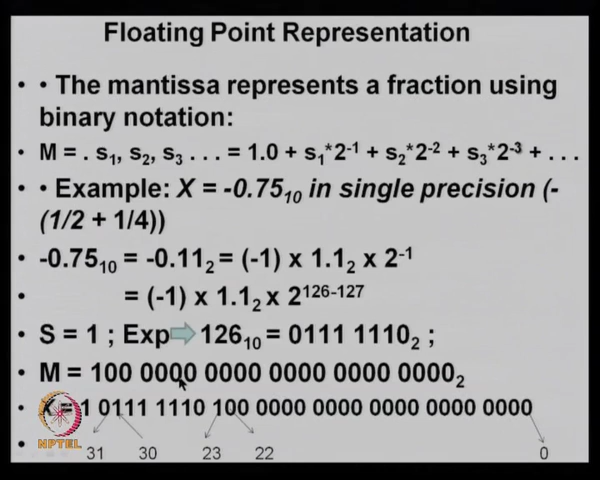 Floating Point Representation
• • The mantissa represents a fraction using
binary notation:
• M = . s₁, s₂, s₃ . . . = 1.0 + s₁*2⁻¹ + s₂*2⁻² + s₃*2⁻³ + . . .
• • Example: X = -0.75₁₀ in single precision (-
(1/2 + 1/4))
• -0.75₁₀ = -0.11₂ = (-1) x 1.1₂ x 2⁻¹
• = (-1) x 1.1₂ x 2¹²⁶⁻¹²⁷
• S = 1 ; Exp ⇒ 126₁₀ = 0111 1110₂ ;
• M = 100 0000 0000 0000 0000 0000₂
• X = 1 0111 1110 100 0000 0000 0000 0000 0000
• 31 30 23 22 0
NPTEL